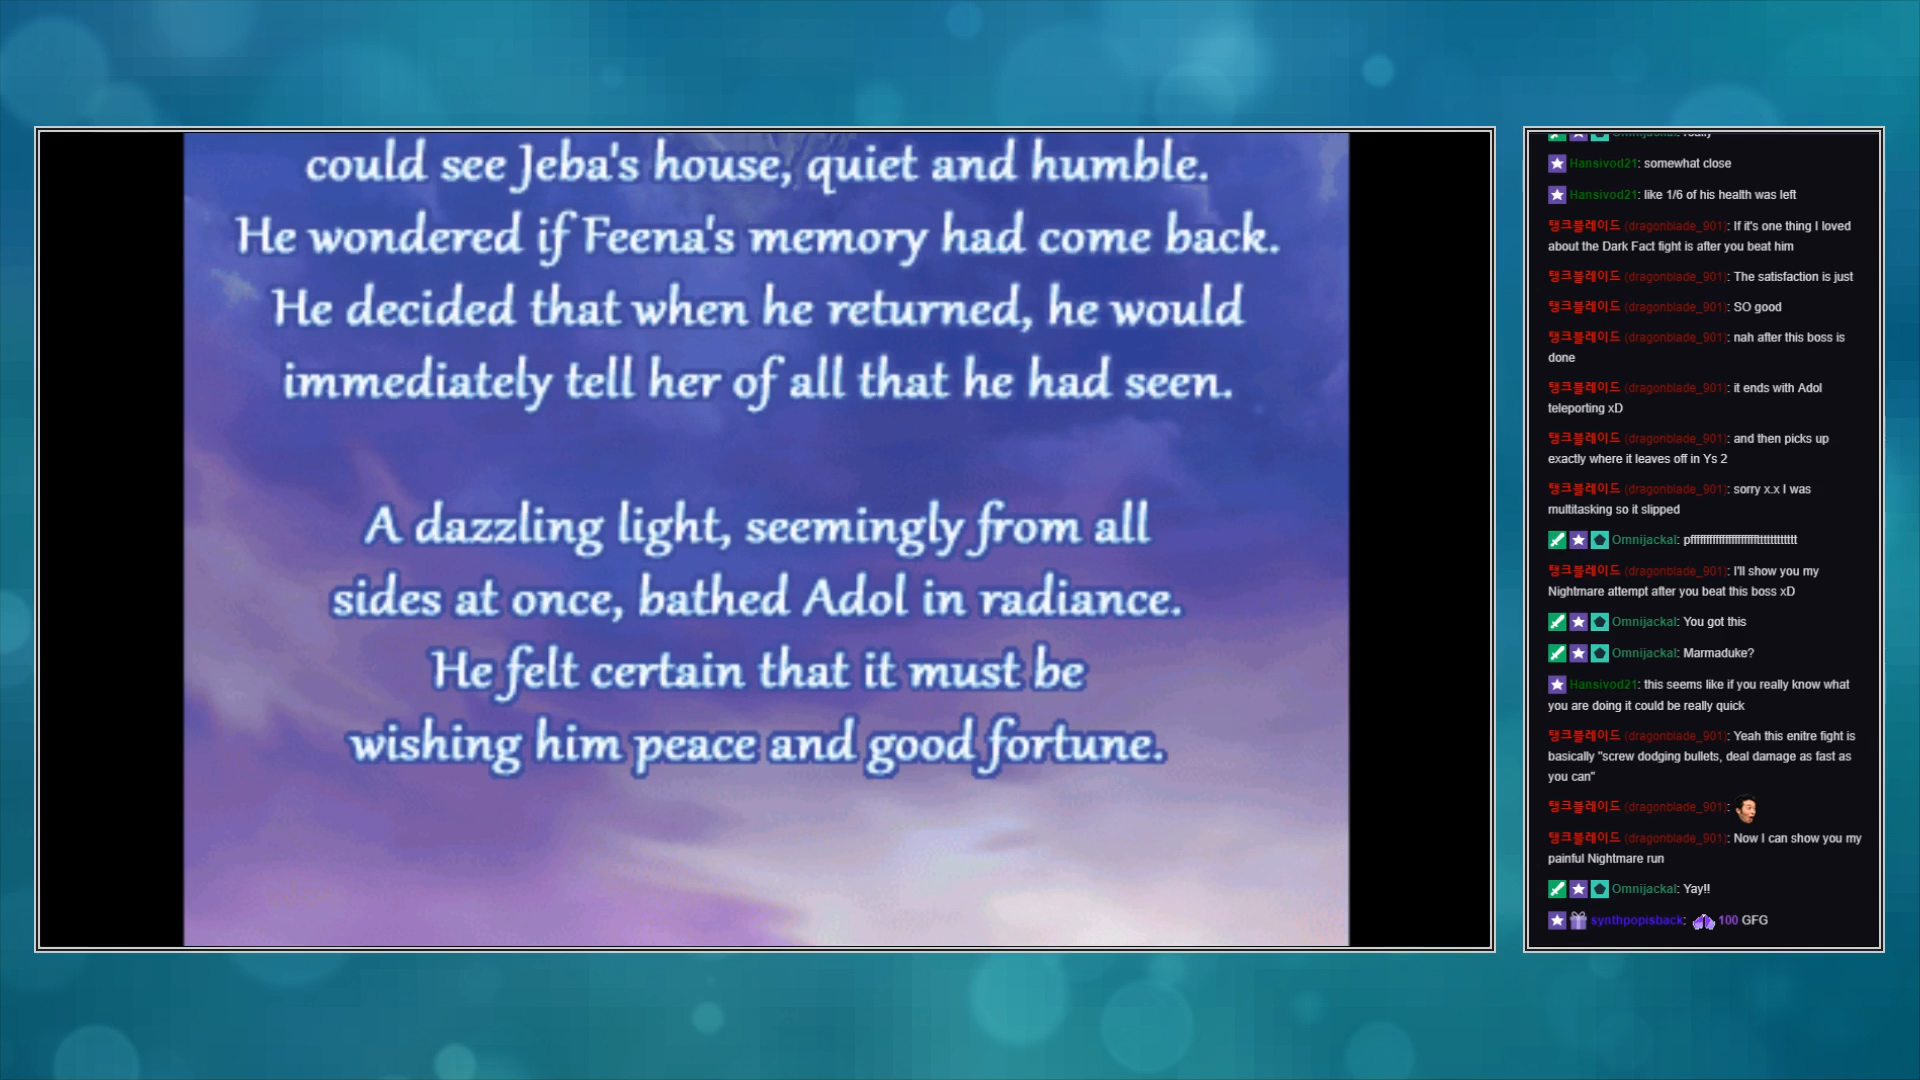 could see Jeba's house, quiet and humble.
He wondered if Feena's memory had come back.
He decided that when he returned, he would
immediately tell her of all that he had seen.
A dazzling light, seemingly from all
sides at once, bathed Adol in radiance.
He felt certain that it must be
wishing him peace and good fortune.
Omnijackal: really
Hansivod21: somewhat close
Hansivod21: like 1/6 of his health was left
탱크블레이드 (dragonblade_901): If it's one thing I loved
about the Dark Fact fight is after you beat him
탱크블레이드 (dragonblade_901): The satisfaction is just
탱크블레이드 (dragonblade_901): SO good
탱크블레이드 (dragonblade_901): nah after this boss is
done
탱크블레이드 (dragonblade_901): it ends with Adol
teleporting xD
탱크블레이드 (dragonblade_901): and then picks up
exactly where it leaves off in Ys 2
탱크블레이드 (dragonblade_901): sorry x.x I was
multitasking so it slipped
Omnijackal:
탱크블레이드 (dragonblade_901): I'll show you my
Nightmare attempt after you beat this boss xD
Omnijackal: You got this
Omnijackal: Marmaduke?
Hansivod21: this seems like if you really know what
you are doing it could be really quick
탱크블레이드 (dragonblade_901): Yeah this enitre fight is
basically "screw dodging bullets, deal damage as fast as
you can"
탱크블레이드 (dragonblade_901):
탱크블레이드 (dragonblade_901): Now I can show you my
painful Nightmare run
Omnijackal: Yay!!
synthpopisback: 100 GFG